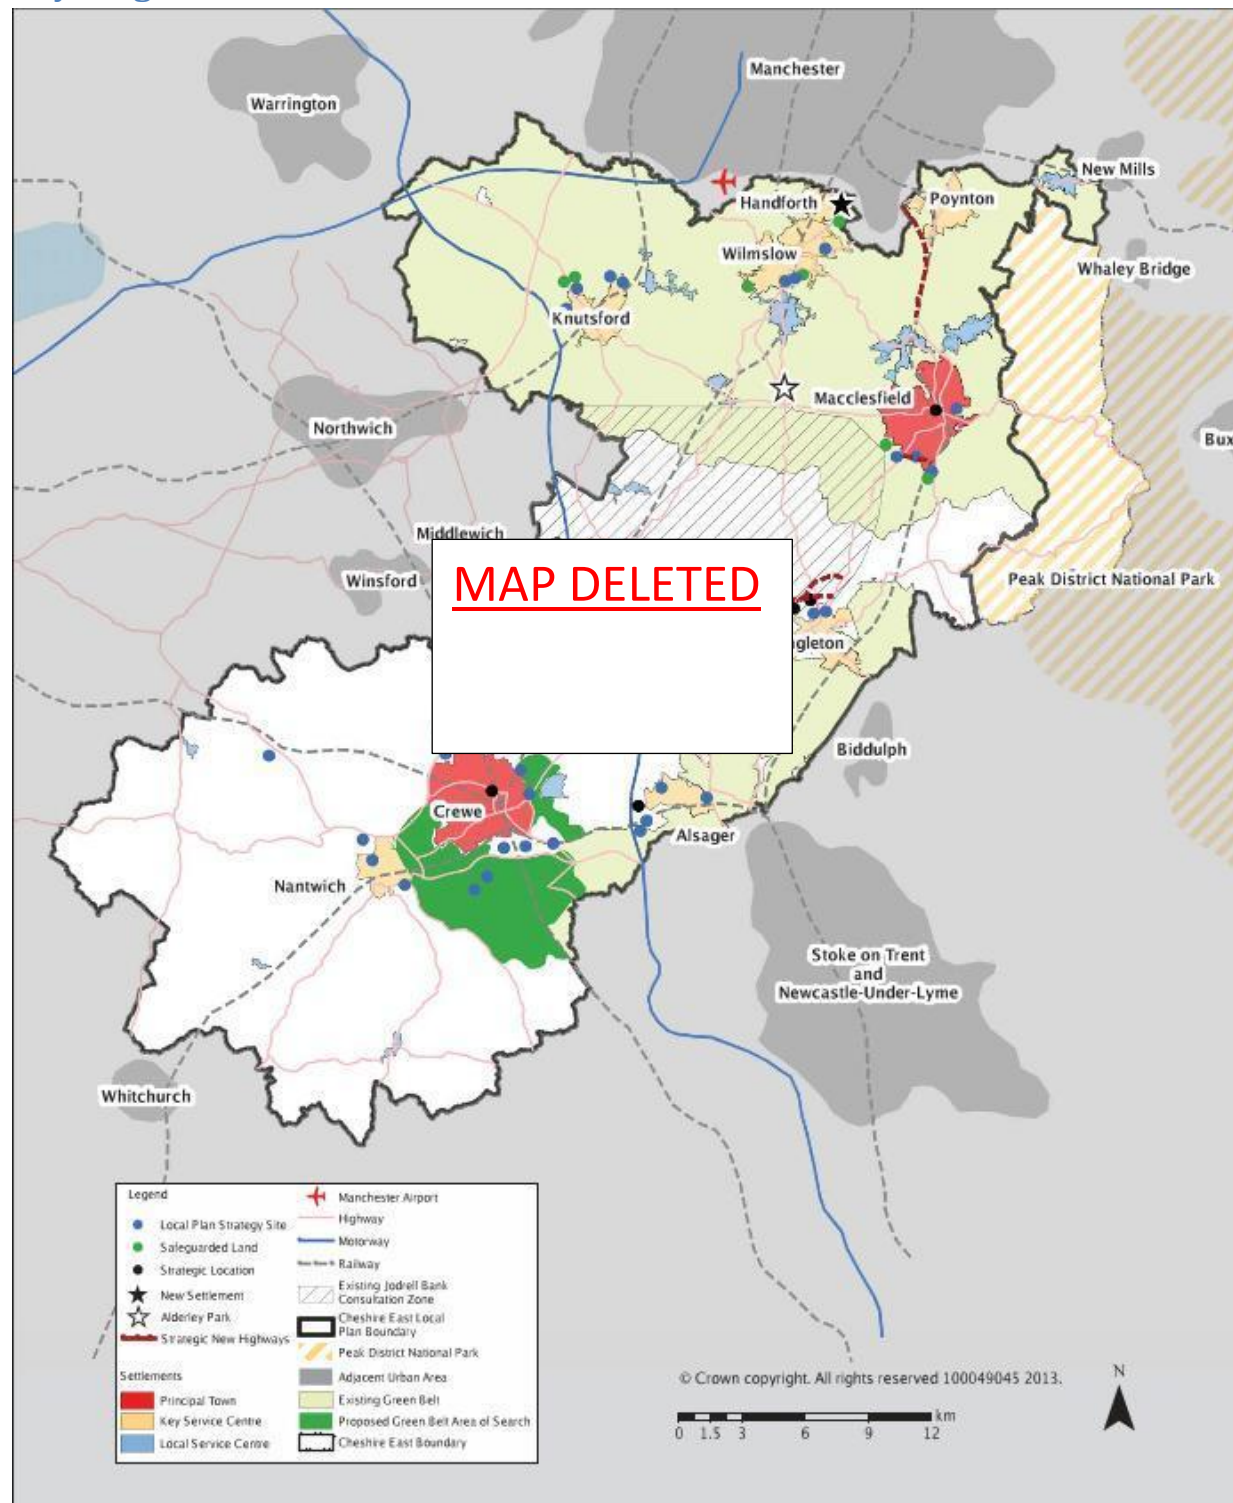 Manchester
Warrington
New Mills
Handforth
Poynton
Wilmslow
Whaley Bridge
Knutsford
Macclesfield
Northwich
Bux
Middlewich
Winsford
Peak District National Park
MAP DELETED
gleton
Biddulph
Crewe
Alsager
Nantwich
Stoke on Trent
and
Newcastle-Under-Lyme
Whitchurch
Legend
Local Plan Strategy Site
Safeguarded Land
Strategic Location
New Settlement
Alderley Park
Strategic New Highways
Settlements
Principal Town
Key Service Centre
Local Service Centre
Manchester Airport
Highway
Motorway
Railway
Existing Jodrell Bank
Consultation Zone
Cheshire East Local
Plan Boundary
Peak District National Park
Adjacent Urban Area
Existing Green Belt
Proposed Green Belt Area of Search
Cheshire East Boundary
© Crown copyright. All rights reserved 100049045 2013.
N
km
0 1.5 3 6 9 12